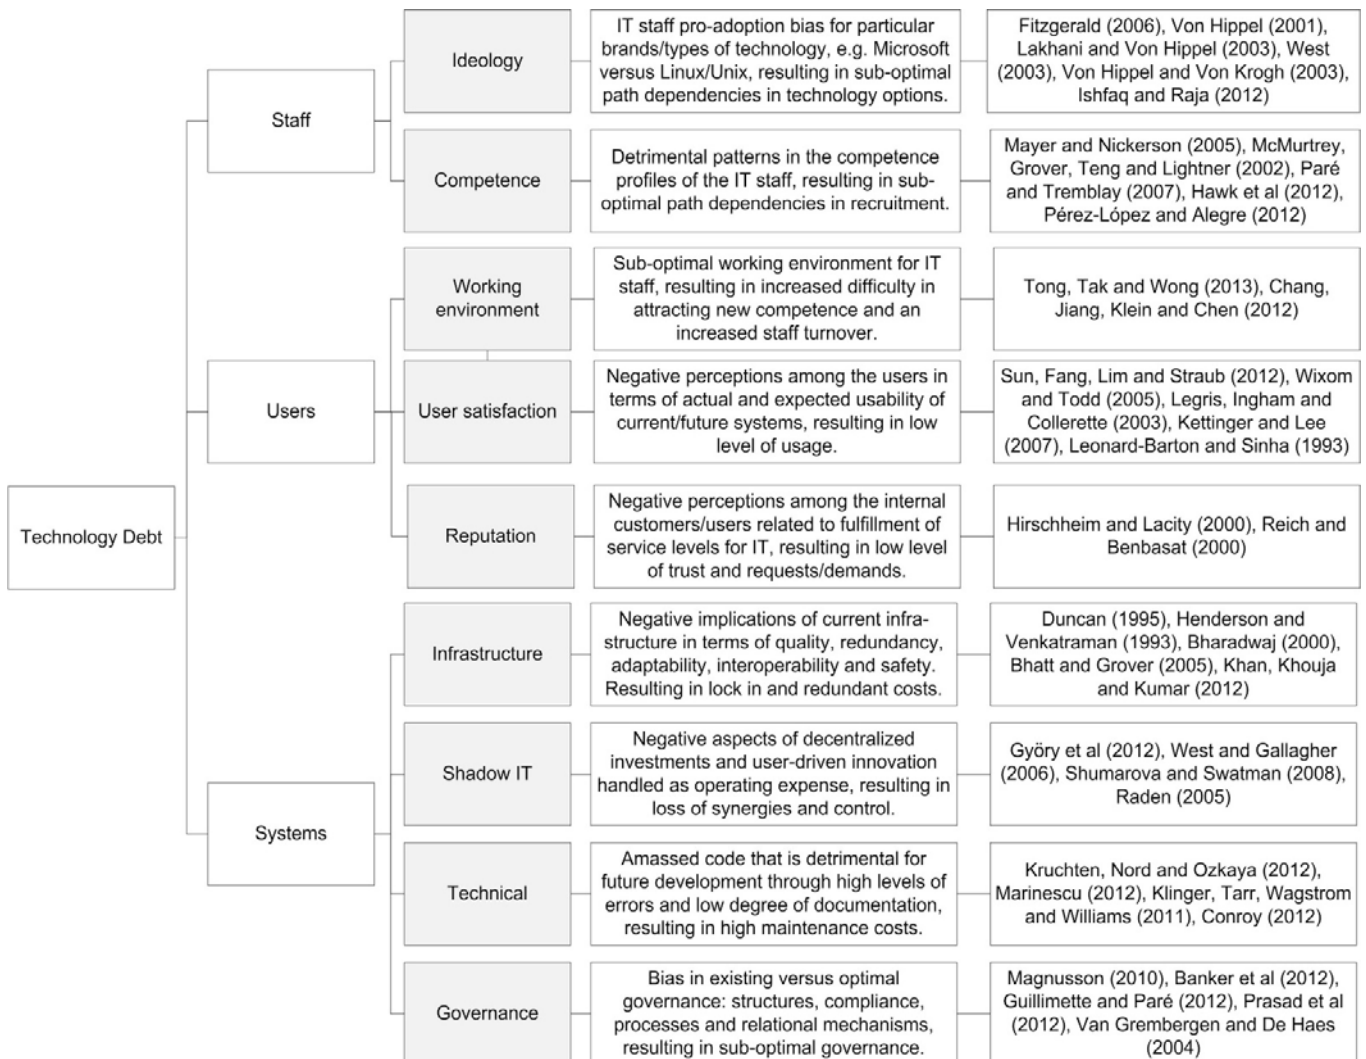 Technology Debt
Staff
Ideology
IT staff pro-adoption bias for particular
brands/types of technology, e.g. Microsoft
versus Linux/Unix, resulting in sub-optimal
path dependencies in technology options.
Fitzgerald (2006), Von Hippel (2001),
Lakhani and Von Hippel (2003), West
(2003), Von Hippel and Von Krogh (2003),
Ishfaq and Raja (2012)
Competence
Detrimental patterns in the competence
profiles of the IT staff, resulting in sub-
optimal path dependencies in recruitment.
Mayer and Nickerson (2005), McMurtrey,
Grover, Teng and Lightner (2002), Paré
and Tremblay (2007), Hawk et al (2012),
Pérez-López and Alegre (2012)
Users
Working
environment
Sub-optimal working environment for IT
staff, resulting in increased difficulty in
attracting new competence and an
increased staff turnover.
Tong, Tak and Wong (2013), Chang,
Jiang, Klein and Chen (2012)
User satisfaction
Negative perceptions among the users in
terms of actual and expected usability of
current/future systems, resulting in low
level of usage.
Sun, Fang, Lim and Straub (2012), Wixom
and Todd (2005), Legris, Ingham and
Collerette (2003), Kettinger and Lee
(2007), Leonard-Barton and Sinha (1993)
Reputation
Negative perceptions among the internal
customers/users related to fulfillment of
service levels for IT, resulting in low level
of trust and requests/demands.
Hirschheim and Lacity (2000), Reich and
Benbasat (2000)
Systems
Infrastructure
Negative implications of current infra-
structure in terms of quality, redundancy,
adaptability, interoperability and safety.
Resulting in lock in and redundant costs.
Duncan (1995), Henderson and
Venkatraman (1993), Bharadwaj (2000),
Bhatt and Grover (2005), Khan, Khouja
and Kumar (2012)
Shadow IT
Negative aspects of decentralized
investments and user-driven innovation
handled as operating expense, resulting in
loss of synergies and control.
Györy et al (2012), West and Gallagher
(2006), Shumarova and Swatman (2008),
Raden (2005)
Technical
Amassed code that is detrimental for
future development through high levels of
errors and low degree of documentation,
resulting in high maintenance costs.
Kruchten, Nord and Ozkaya (2012),
Marinescu (2012), Klinger, Tarr, Wagstrom
and Williams (2011), Conroy (2012)
Governance
Bias in existing versus optimal
governance: structures, compliance,
processes and relational mechanisms,
resulting in sub-optimal governance.
Magnusson (2010), Banker et al (2012),
Guillimette and Paré (2012), Prasad et al
(2012), Van Grembergen and De Haes
(2004)